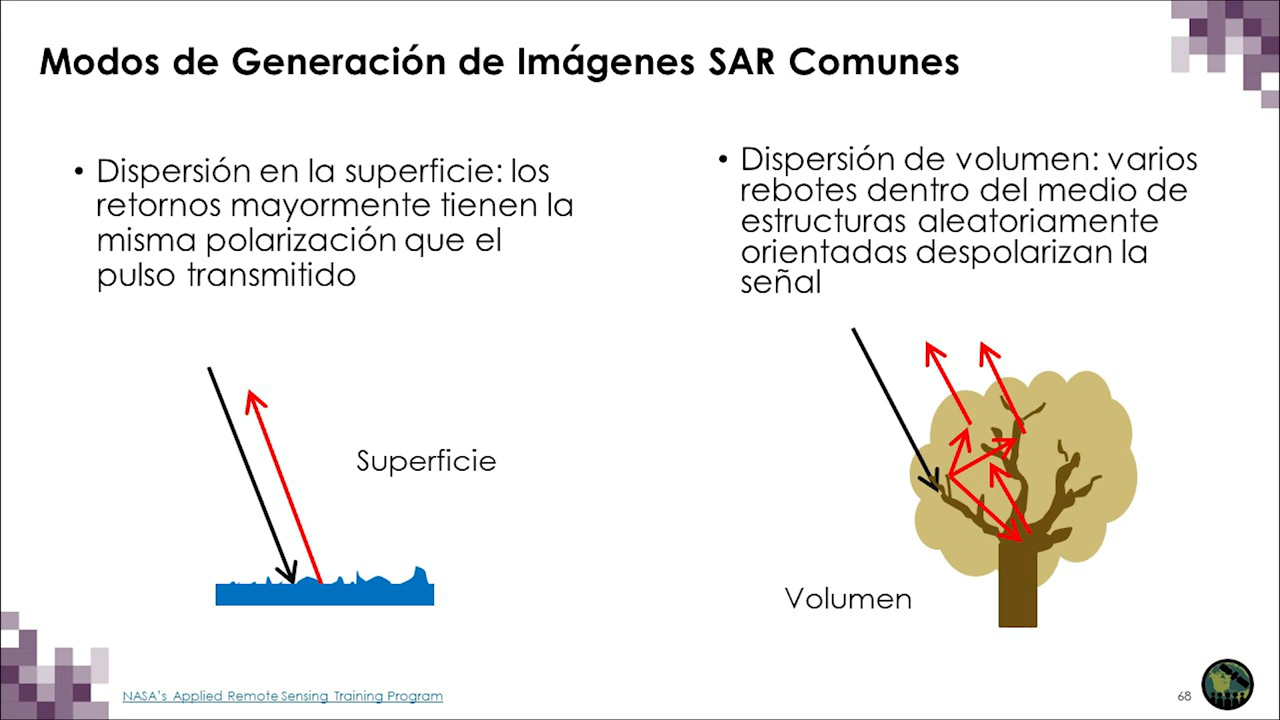 Modos de Generación de Imágenes SAR Comunes
• Dispersión en la superficie: los
retornos mayormente tienen la
misma polarización que el
pulso transmitido
• Dispersión de volumen: varios
rebotes dentro del medio de
estructuras aleatoriamente
orientadas despolarizan la
señal
Superficie
Volumen
NASA's Applied Remote Sensing Training Program
68